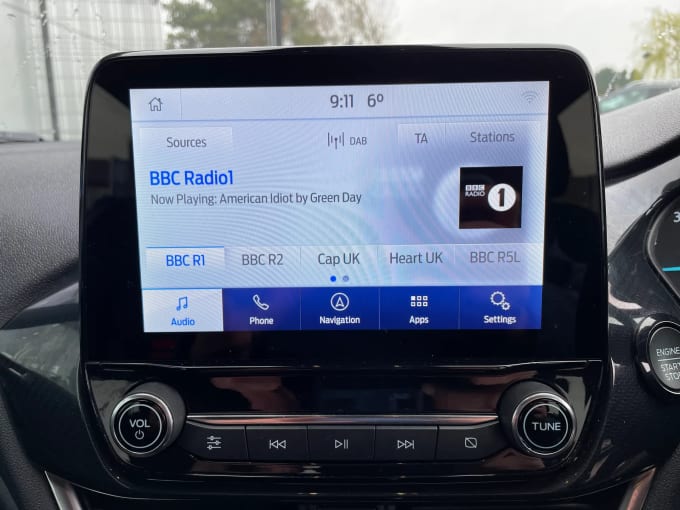 9:11 6º
Sources DAB TA Stations
BBC Radio1
Now Playing: American Idiot by Green Day
BBC RADIO 1
BBC R1 BBC R2 Cap UK Heart UK BBC R5L
Audio Phone Navigation Apps Settings
VOL
TUNE
ENGINE
START
STOP